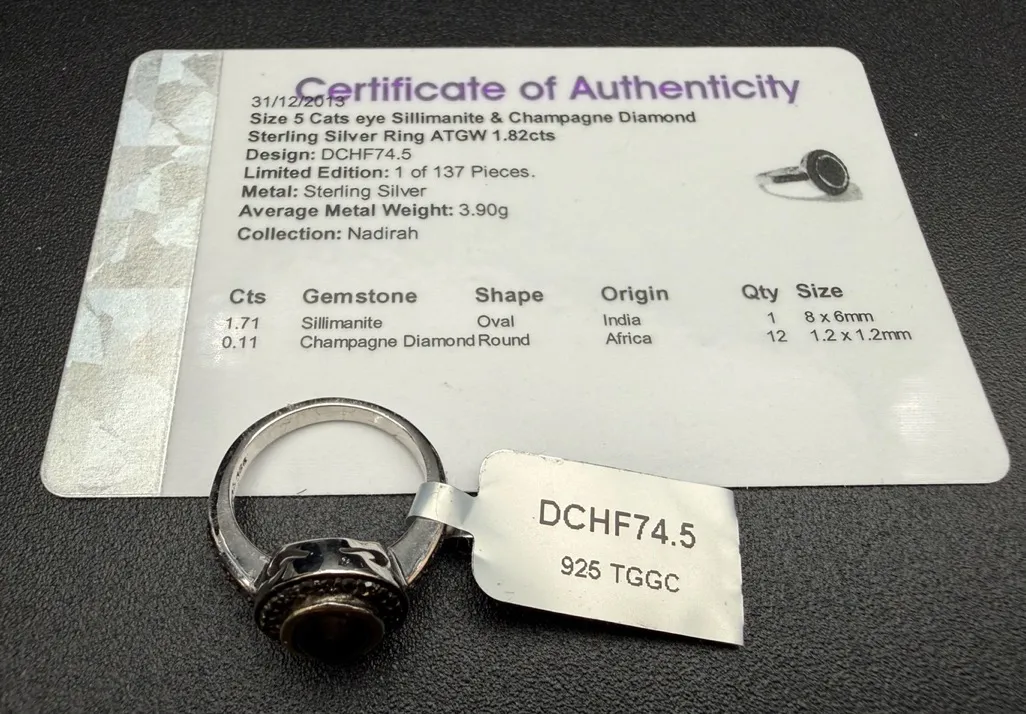 Certificate of Authenticity
31/12/2013
Size 5 Cats eye Sillimanite & Champagne Diamond
Sterling Silver Ring ATGW 1.82cts
Design: DCHF74.5
Limited Edition: 1 of 137 Pieces.
Metal: Sterling Silver
Average Metal Weight: 3.90g
Collection: Nadirah
Cts Gemstone Shape Origin Qty Size
1.71 Sillimanite Oval India 1 8 x 6mm
0.11 Champagne Diamond Round Africa 12 1.2 x 1.2mm
DCHF74.5
925 TGGC